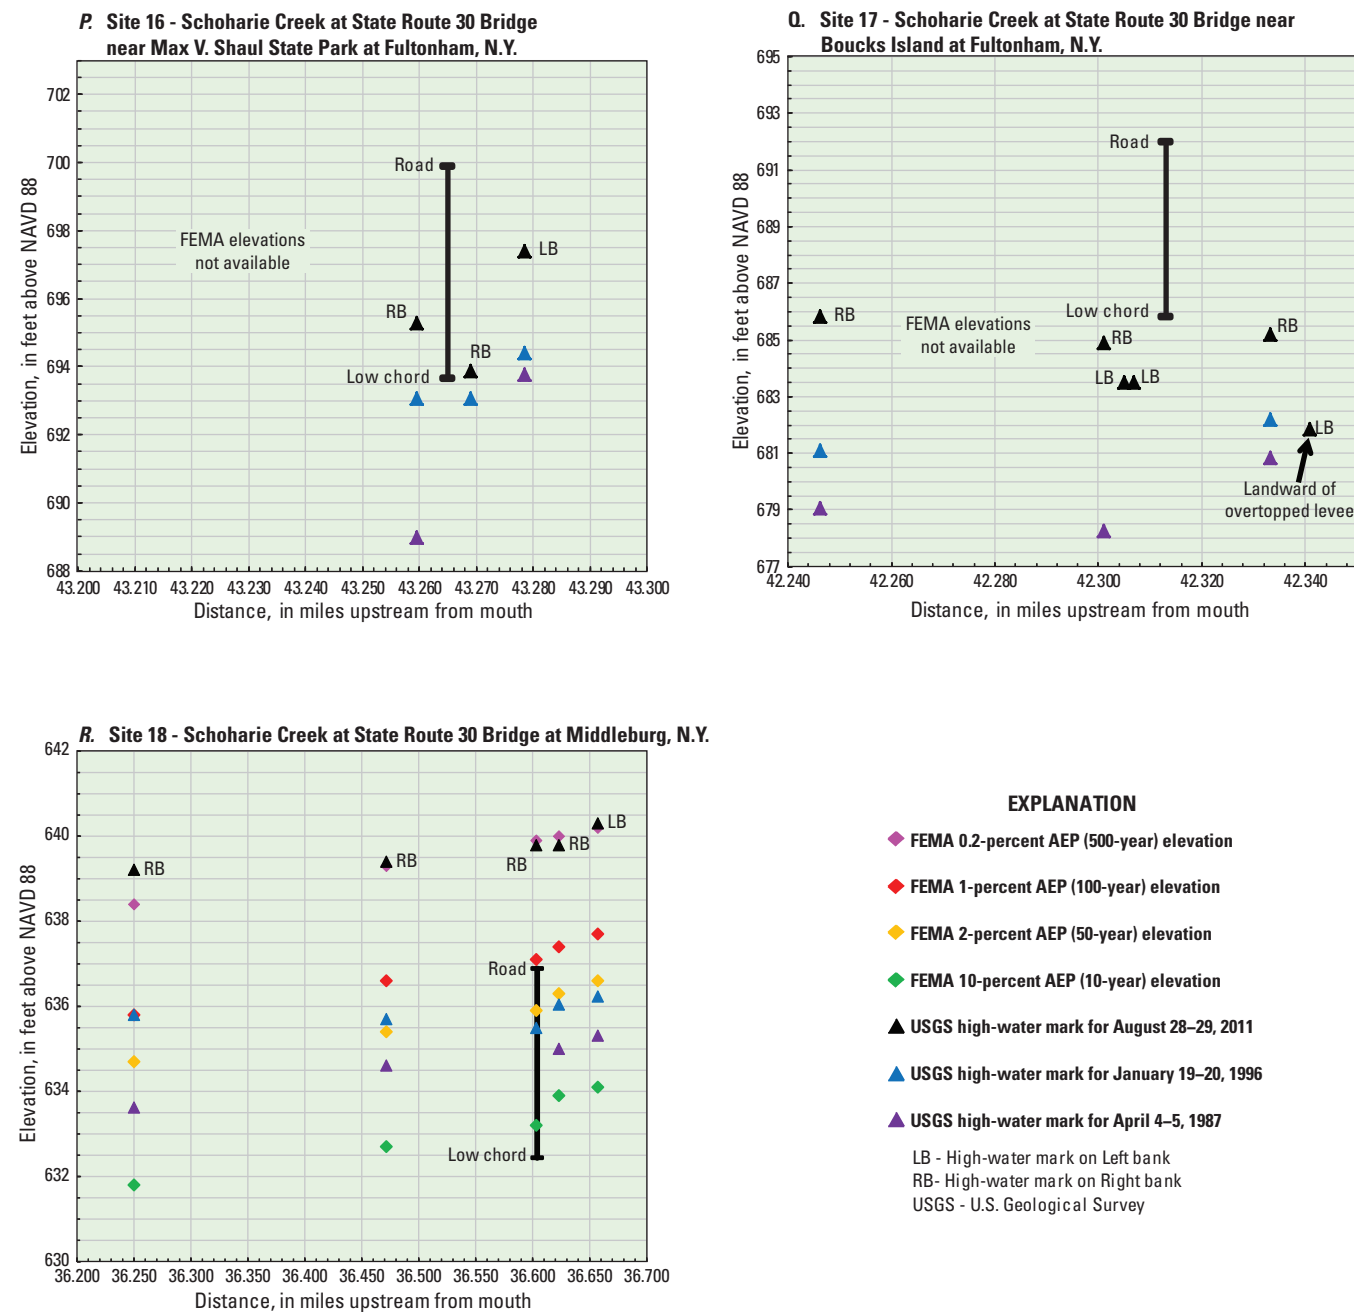 P. Site 16 - Schoharie Creek at State Route 30 Bridge
near Max V. Shaul State Park at Fultonham, N.Y.
702
700
698
696
694
692
690
688
Elevation, in feet above NAVD 88
Road
LB
FEMA elevations
not available
RB
RB
Low chord
43.200 43.210 43.220 43.230 43.240 43.250 43.260 43.270 43.280 43.290 43.300
Distance, in miles upstream from mouth
Q. Site 17 - Schoharie Creek at State Route 30 Bridge near
Boucks Island at Fultonham, N.Y.
695
693
691
689
687
685
683
681
679
677
Elevation, in feet above NAVD 88
Road
Low chord
RB
FEMA elevations
not available
RB
RB
LB LB
LB
Landward of
overtopped levee
42.240 42.260 42.280 42.300 42.320 42.340
Distance, in miles upstream from mouth
R. Site 18 - Schoharie Creek at State Route 30 Bridge at Middleburg, N.Y.
642
640
638
636
634
632
630
Elevation, in feet above NAVD 88
LB
RB
RB
RB
RB
Road
Low chord
36.200 36.250 36.300 36.350 36.400 36.450 36.500 36.550 36.600 36.650 36.700
Distance, in miles upstream from mouth
EXPLANATION
FEMA 0.2-percent AEP (500-year) elevation
FEMA 1-percent AEP (100-year) elevation
FEMA 2-percent AEP (50-year) elevation
FEMA 10-percent AEP (10-year) elevation
USGS high-water mark for August 28–29, 2011
USGS high-water mark for January 19–20, 1996
USGS high-water mark for April 4–5, 1987
LB - High-water mark on Left bank
RB- High-water mark on Right bank
USGS - U.S. Geological Survey